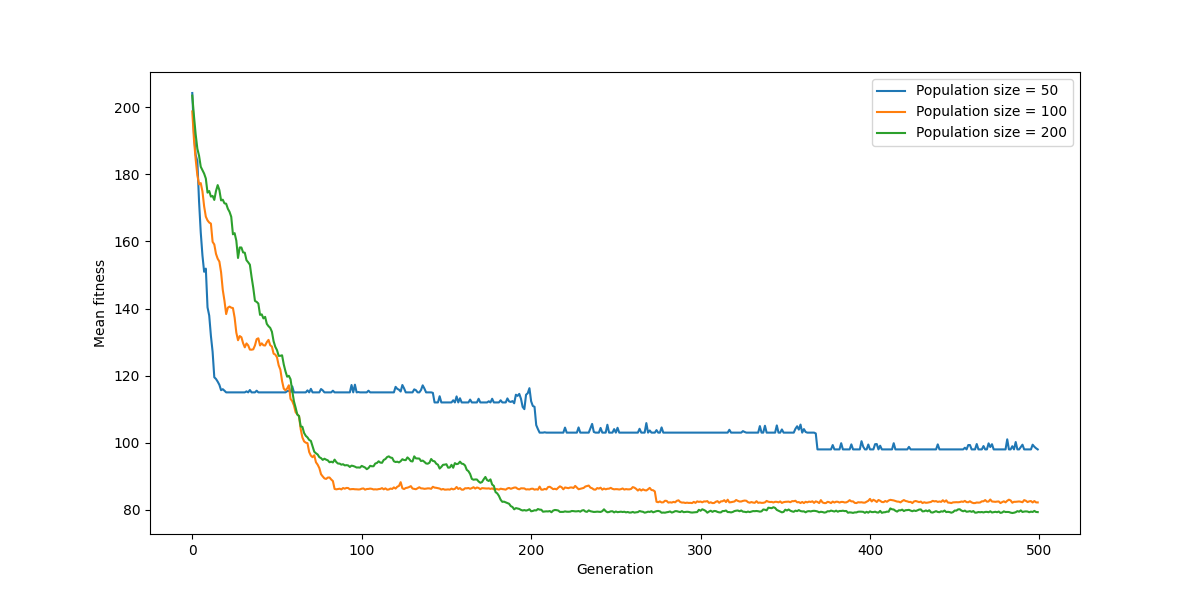 Population size = 50
Population size = 100
Population size = 200
Mean fitness
200
180
160
140
120
100
80
0 100 200 300 400 500
Generation